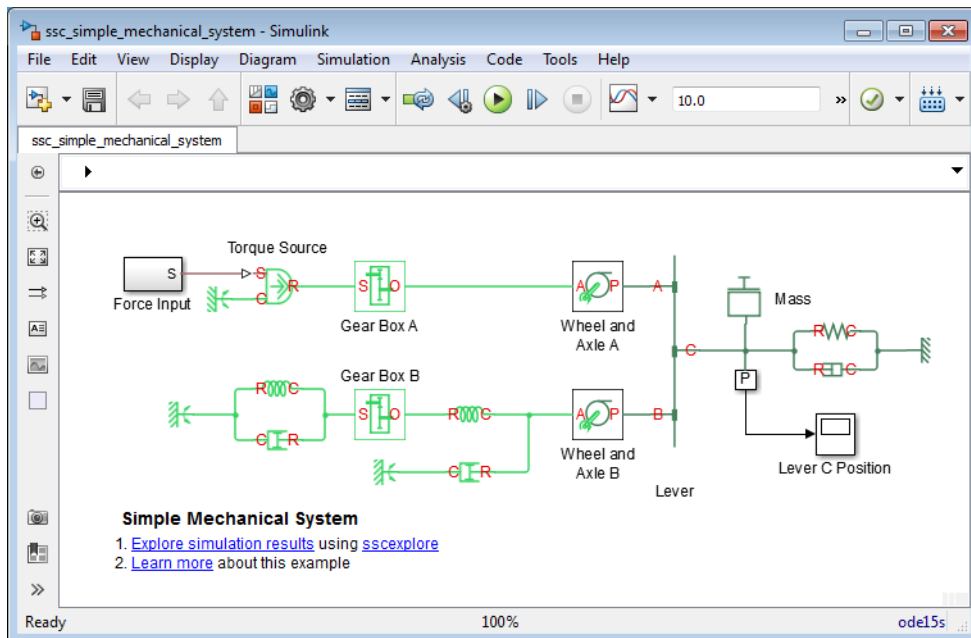 ssc_simple_mechanical_system - Simulink
File Edit View Display Diagram Simulation Analysis Code Tools Help
10.0 »
ssc_simple_mechanical_system
Torque Source
S S
C R
Force Input
S O
Gear Box A
A P
Wheel and
Axle A
A
Mass
R C
C
R C
P
Gear Box B
R C
C R
S O
R C
A P
B
C R
Wheel and
Axle B
Lever
Lever C Position
Simple Mechanical System
1. Explore simulation results using sscexplore
2. Learn more about this example
Ready 100% ode15s